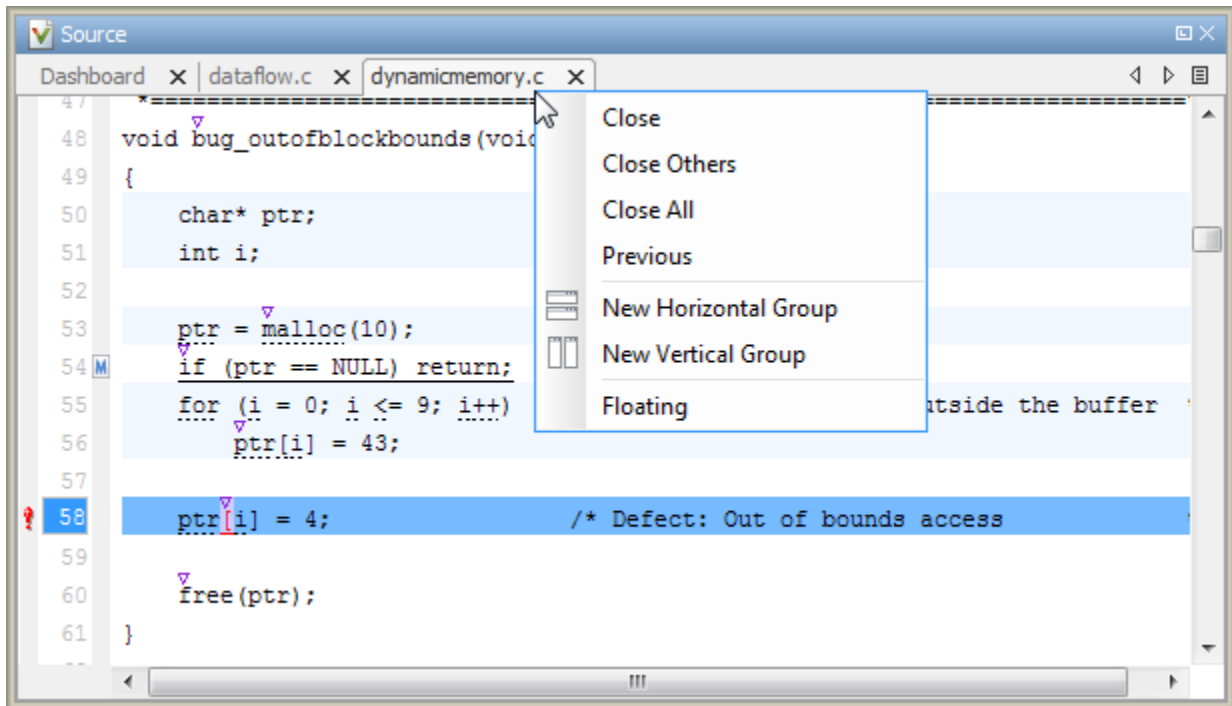 Source
Dashboard dataflow.c dynamicmemory.c
47 *=====================================
48 void bug_outofblockbounds(void
Close
49 {
Close Others
50 char* ptr;
Close All
51 int i;
Previous
52
New Horizontal Group
53 ptr = malloc(10);
54 M if (ptr == NULL) return;
New Vertical Group
55 for (i = 0; i <= 9; i++) the buffer
Floating
56 ptr[i] = 43;
57
58 ptr[i] = 4; /* Defect: Out of bounds access
59
60 free(ptr);
61 }